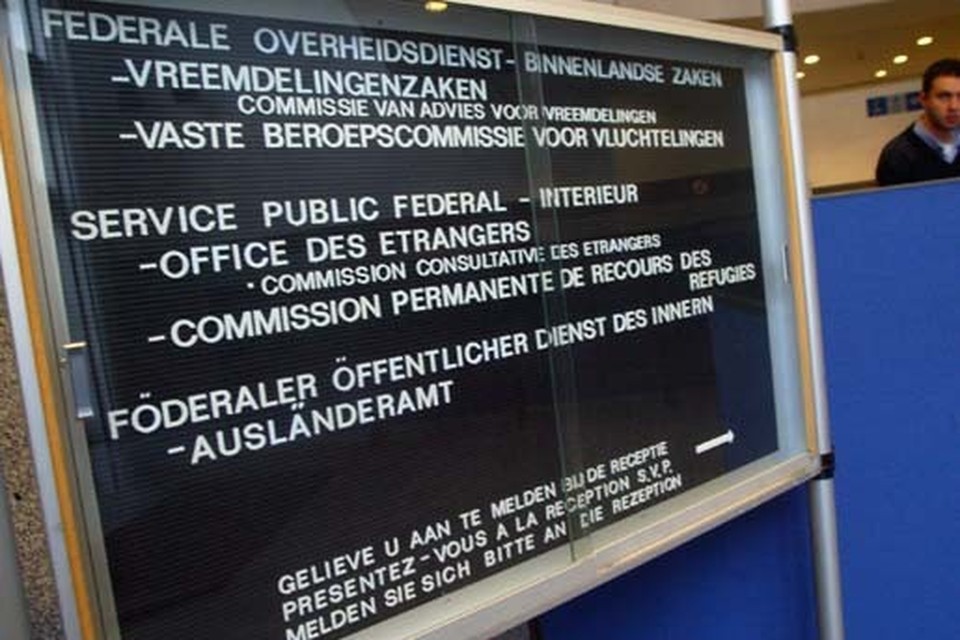 FEDERALE OVERHEIDSDIENST - BINNENLANDSE ZAKEN
-VREEMDELINGENZAKEN
COMMISSIE VAN ADVIES VOOR VREEMDELINGEN
-VASTE BEROEPSCOMMISSIE VOOR VLUCHTELINGEN
SERVICE PUBLIC FEDERAL - INTERIEUR
-OFFICE DES ETRANGERS
· COMMISSION CONSULTATIVE DES ETRANGERS
-COMMISSION PERMANENTE DE RECOURS DES
REFUGIES
FÖDERALER ÖFFENTLICHER DIENST DES INNERN
-AUSLÄNDERAMT
GELIEVE U AAN TE MELDEN BIJ DE RECEPTIE
PRESENTEZ-VOUS A LA RECEPTION S.V.P.
MELDEN SIE SICH BITTE AN DIE REZEPTION